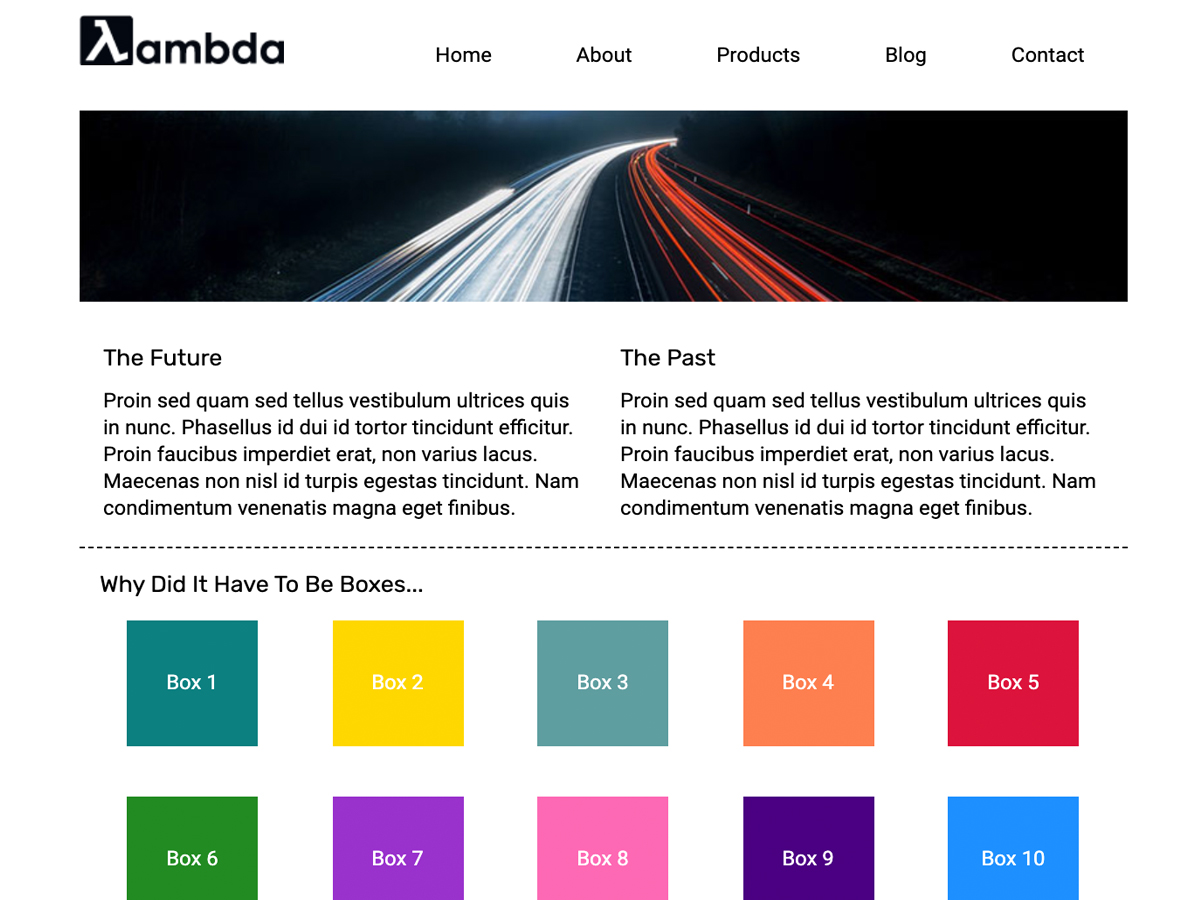 λambda
Home About Products Blog Contact
The Future
Proin sed quam sed tellus vestibulum ultrices quis
in nunc. Phasellus id dui id tortor tincidunt efficitur.
Proin faucibus imperdiet erat, non varius lacus.
Maecenas non nisl id turpis egestas tincidunt. Nam
condimentum venenatis magna eget finibus.
The Past
Proin sed quam sed tellus vestibulum ultrices quis
in nunc. Phasellus id dui id tortor tincidunt efficitur.
Proin faucibus imperdiet erat, non varius lacus.
Maecenas non nisl id turpis egestas tincidunt. Nam
condimentum venenatis magna eget finibus.
Why Did It Have To Be Boxes...
Box 1 Box 2 Box 3 Box 4 Box 5
Box 6 Box 7 Box 8 Box 9 Box 10